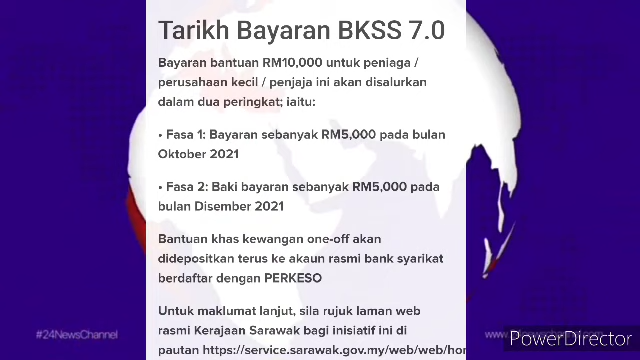 Tarikh Bayaran BKSS 7.0
Bayaran bantuan RM10,000 untuk peniaga /
perusahaan kecil / penjaja ini akan disalurkan
dalam dua peringkat; iaitu:
• Fasa 1: Bayaran sebanyak RM5,000 pada bulan
Oktober 2021
• Fasa 2: Baki bayaran sebanyak RM5,000 pada
bulan Disember 2021
Bantuan khas kewangan one-off akan
didepositkan terus ke akaun rasmi bank syarikat
berdaftar dengan PERKESO
Untuk maklumat lanjut, sila rujuk laman web
rasmi Kerajaan Sarawak bagi inisiatif ini di
pautan https://service.sarawak.gov.my/web/web/hor
#24NewsChannel
PowerDirector